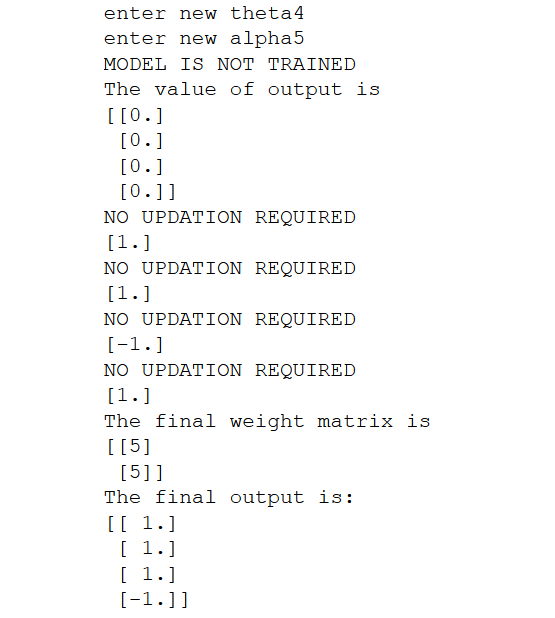 enter new theta4
enter new alpha5
MODEL IS NOT TRAINED
The value of output is
[[0.]
 [0.]
 [0.]
 [0.]]
NO UPDATION REQUIRED
[1.]
NO UPDATION REQUIRED
[1.]
NO UPDATION REQUIRED
[-1.]
NO UPDATION REQUIRED
[1.]
The final weight matrix is
[[5]
 [5]]
The final output is:
[[ 1.]
 [ 1.]
 [ 1.]
 [-1.]]